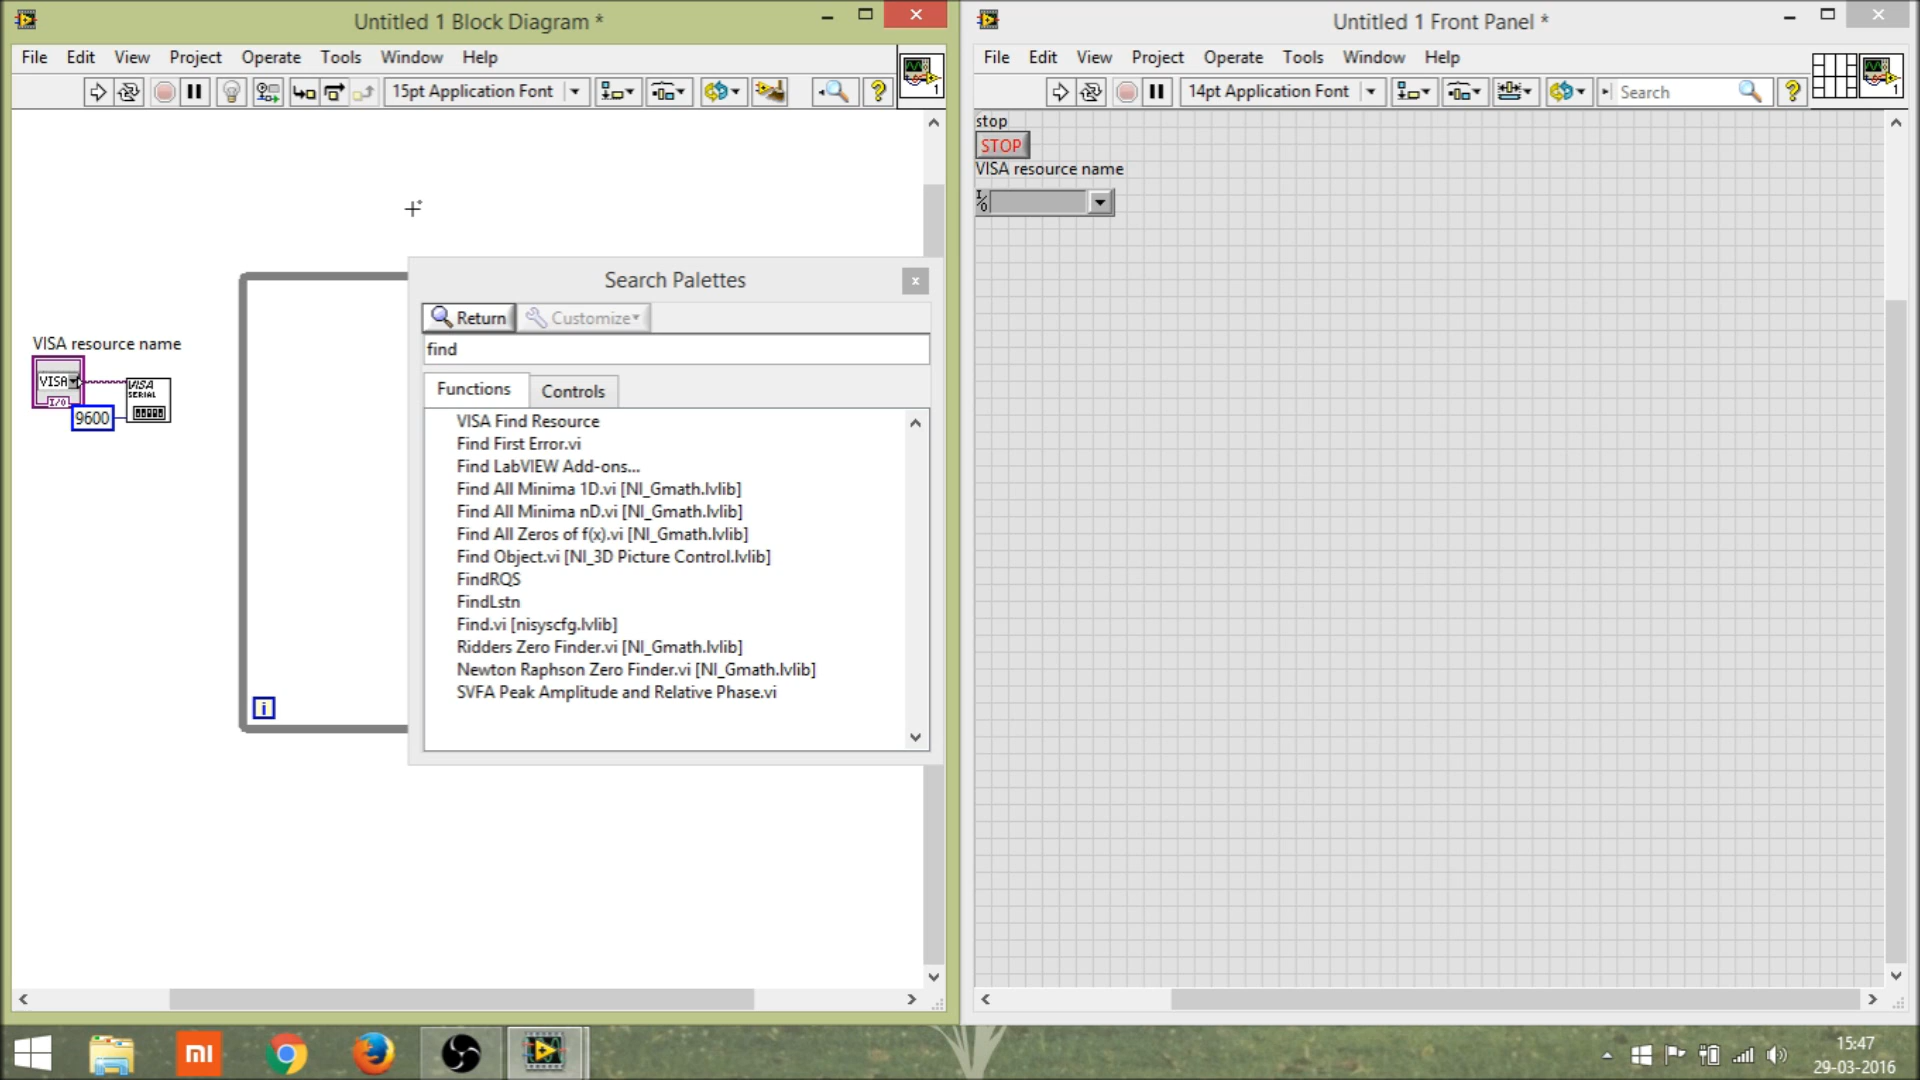 Untitled 1 Block Diagram *
File Edit View Project Operate Tools Window Help
15pt Application Font
1
VISA resource name
VISA
I/O
VISA
SERIAL
9600
i
Search Palettes
Return
Customize
find
Functions
Controls
VISA Find Resource
Find First Error.vi
Find LabVIEW Add-ons...
Find All Minima 1D.vi [NI_Gmath.lvlib]
Find All Minima nD.vi [NI_Gmath.lvlib]
Find All Zeros of f(x).vi [NI_Gmath.lvlib]
Find Object.vi [NI_3D Picture Control.lvlib]
FindRQS
FindLstn
Find.vi [nisyscfg.lvlib]
Ridders Zero Finder.vi [NI_Gmath.lvlib]
Newton Raphson Zero Finder.vi [NI_Gmath.lvlib]
SVFA Peak Amplitude and Relative Phase.vi
Untitled 1 Front Panel *
File Edit View Project Operate Tools Window Help
14pt Application Font
Search
1
stop
STOP
VISA resource name
I/O
mi
15:47
29-03-2016